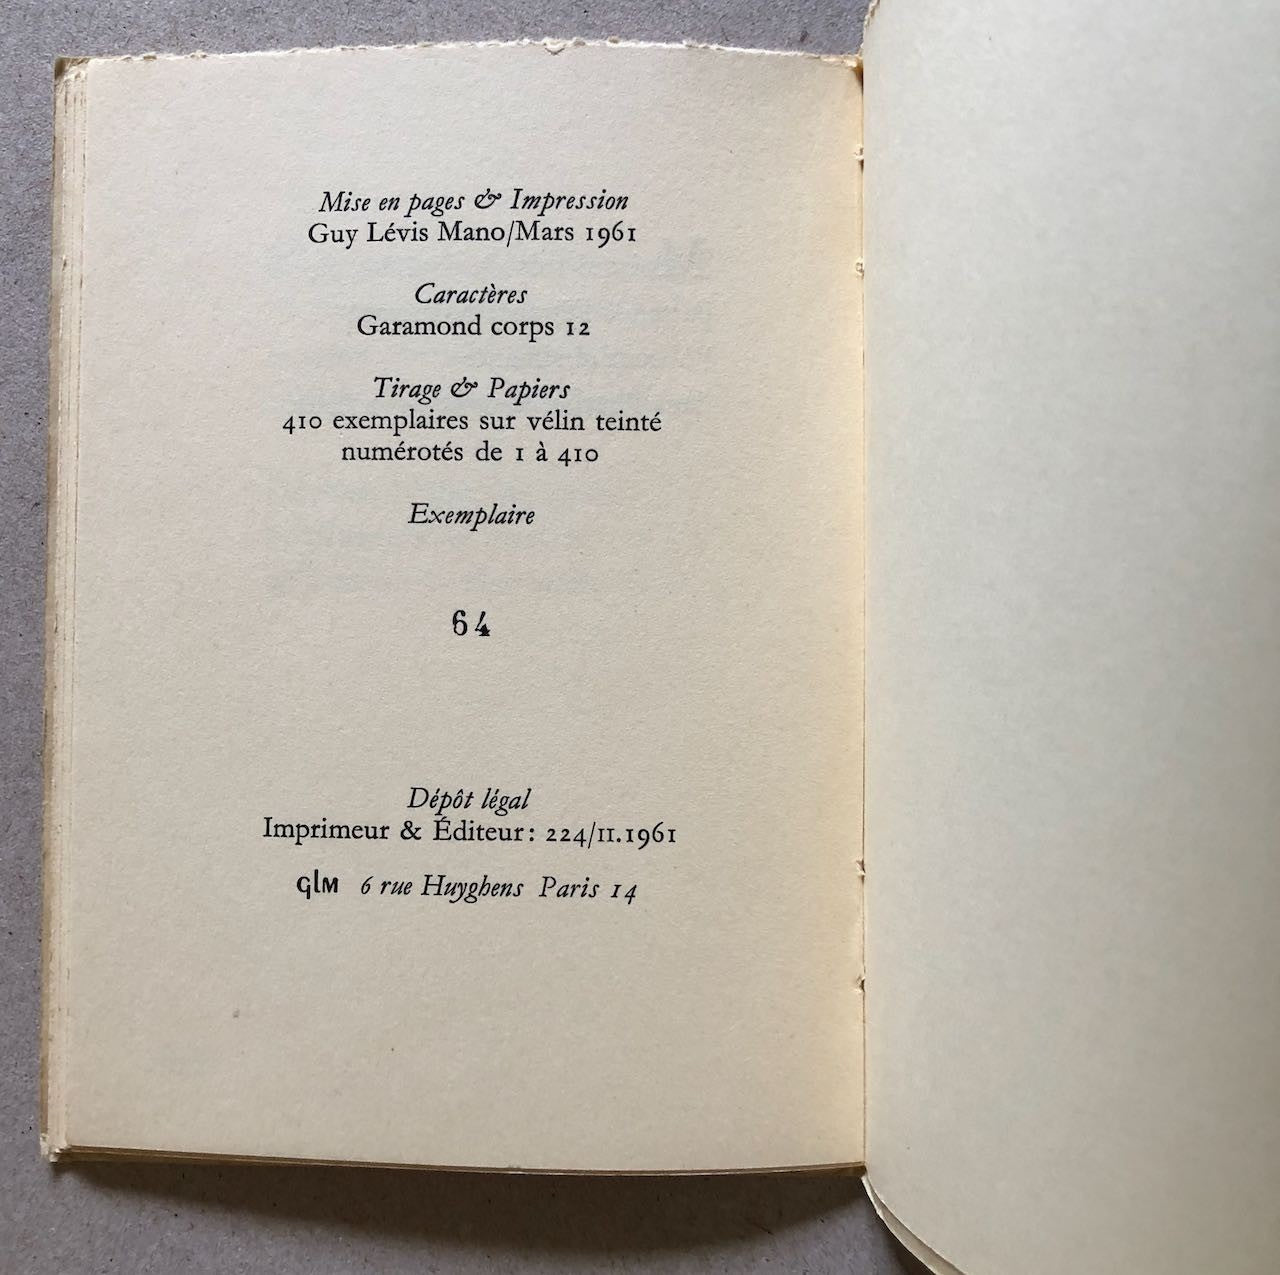 Mise en pages & Impression
Guy Lévis Mano/Mars 1961
Caractères
Garamond corps 12
Tirage & Papiers
410 exemplaires sur vélin teinté
numérotés de 1 à 410
Exemplaire
64
Dépôt légal
Imprimeur & Éditeur: 224/II.1961
GLM 6 rue Huyghens Paris 14